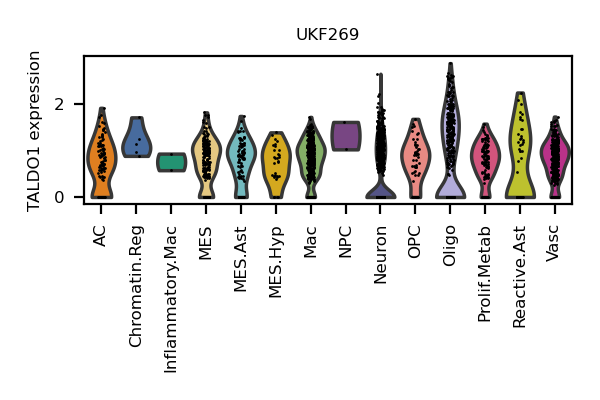 UKF269
TALDO1 expression
2
0
AC
Chromatin.Reg
Inflammatory.Mac
MES
MES.Ast
MES.Hyp
Mac
NPC
Neuron
OPC
Oligo
Prolif.Metab
Reactive.Ast
Vasc